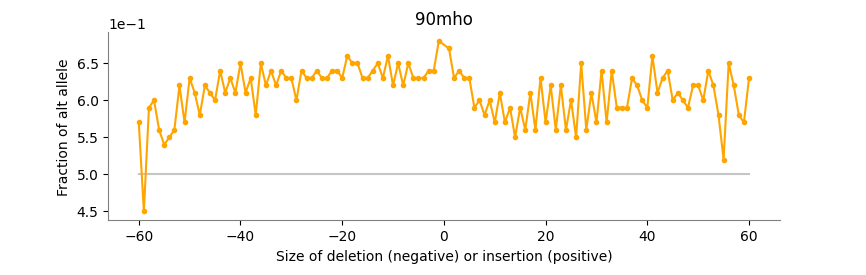 90mho
1e−1
Fraction of alt allele
6.5
6.0
5.5
5.0
4.5
−60 −40 −20 0 20 40 60
Size of deletion (negative) or insertion (positive)